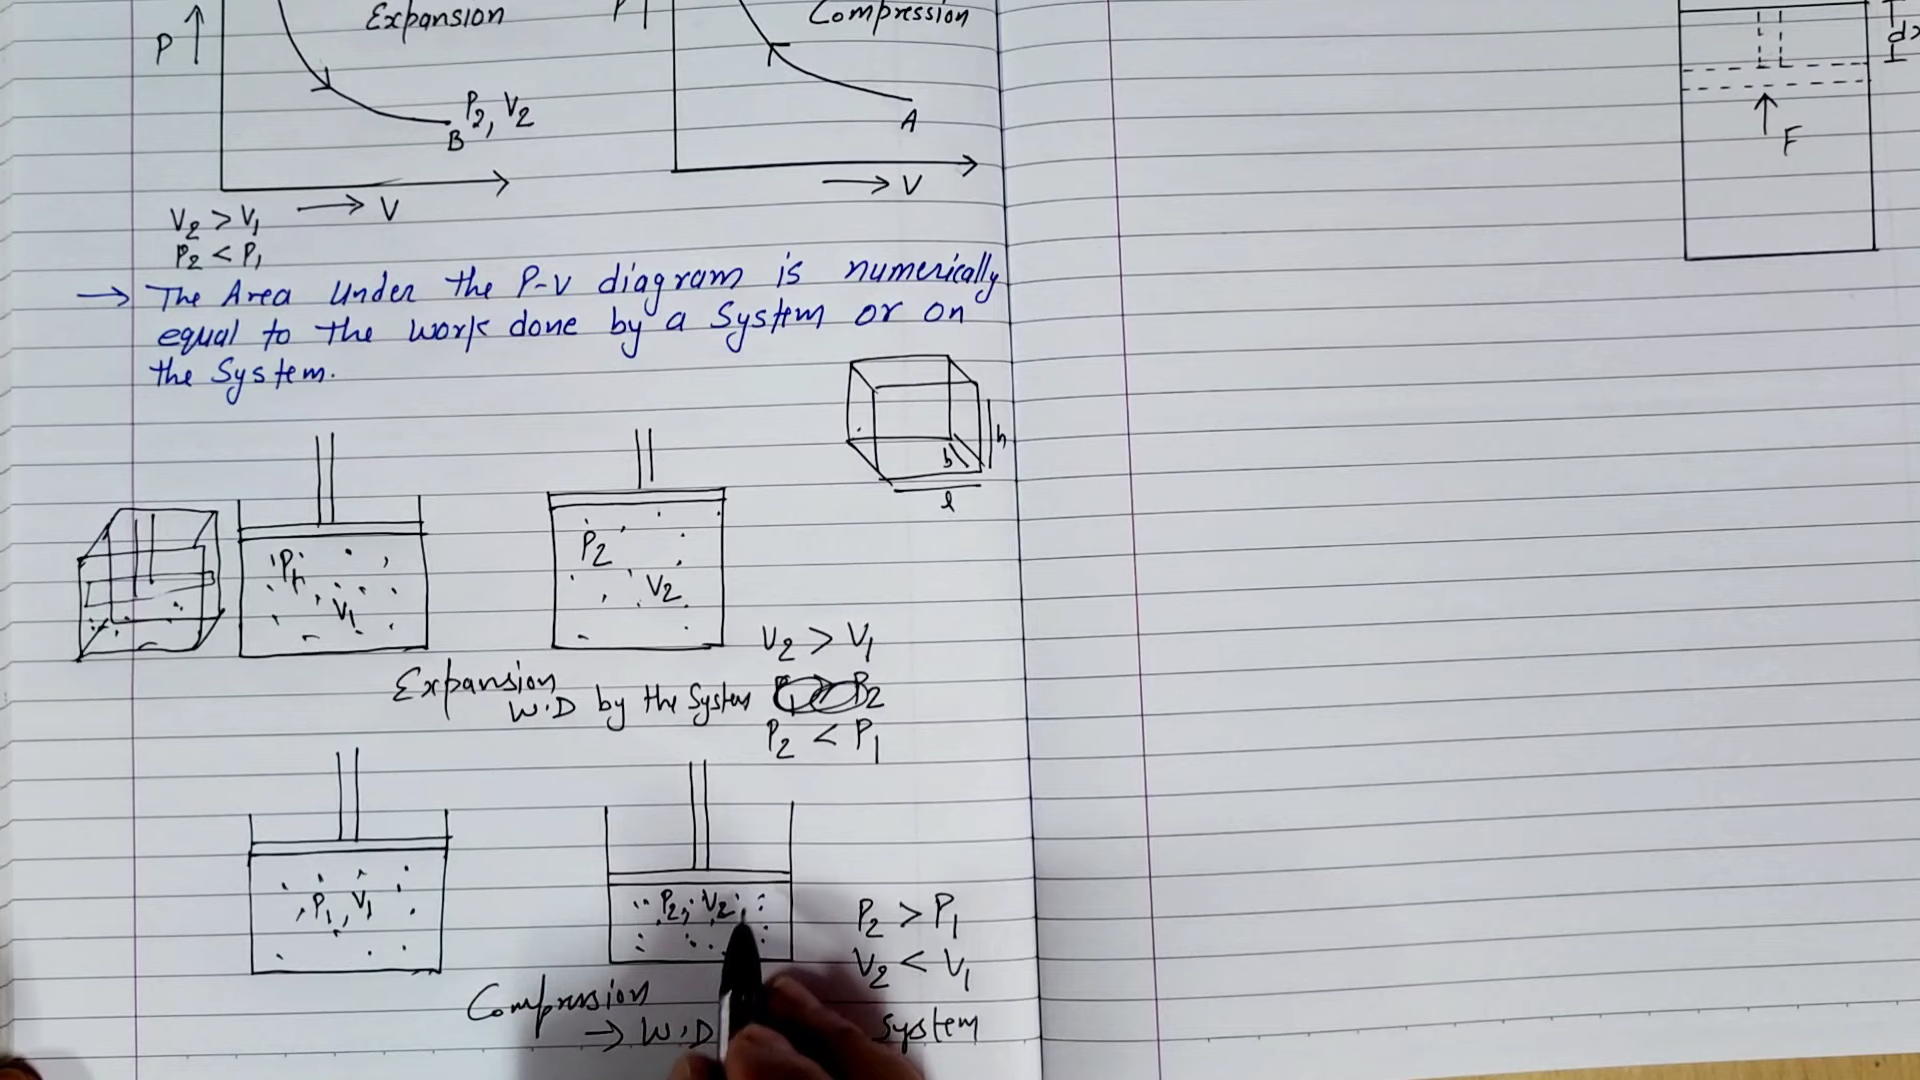 Expansion
P
P2, V2
B
V
V2 > V1
P2 < P1
Compression
A
V
→ The Area Under the P-V diagram is numerically
equal to the work done by a System or on
the System.
h
b
l
P1
V1
P2
V2
V2 > V1
P2 < P1
Expansion
W.D by the System
P1, V1
P2, V2
P2 > P1
V2 < V1
Compression
→ W.D
System
F